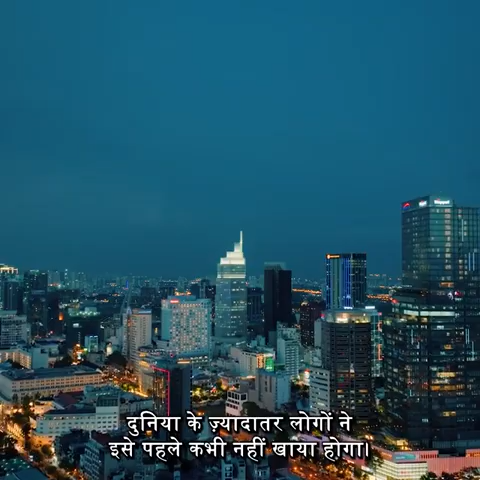 दुनिया के ज़्यादातर लोगों ने
इसे पहले कभी नहीं खाया होगा।